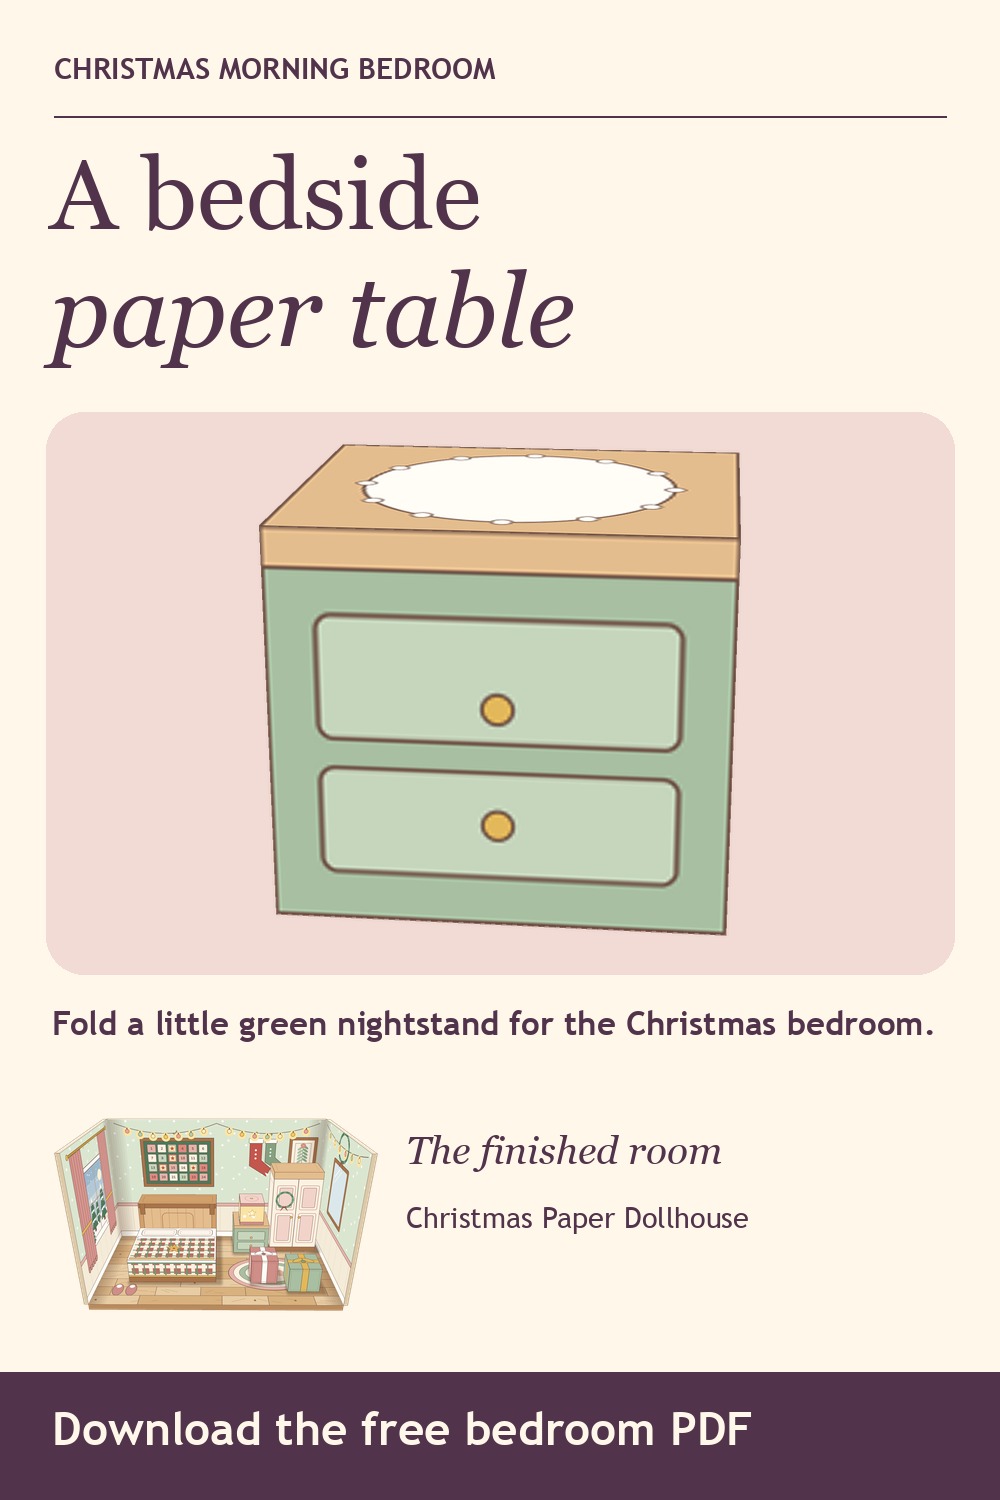 CHRISTMAS MORNING BEDROOM
A bedside
paper table
Fold a little green nightstand for the Christmas bedroom.
The finished room
Christmas Paper Dollhouse
Download the free bedroom PDF